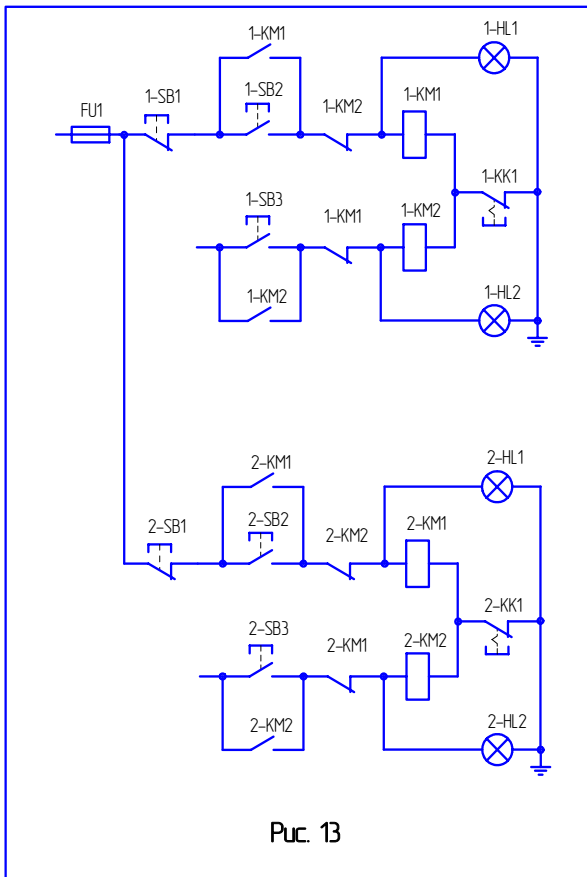 1-KM1
1-HL1
FU1
1-SB1
1-SB2
1-KM2
1-KM1
1-SB3
1-KM1
1-KM2
1-KK1
1-KM2
1-HL2
2-KM1
2-HL1
2-SB1
2-SB2
2-KM2
2-KM1
2-SB3
2-KM1
2-KM2
2-KK1
2-KM2
2-HL2
Рис. 13